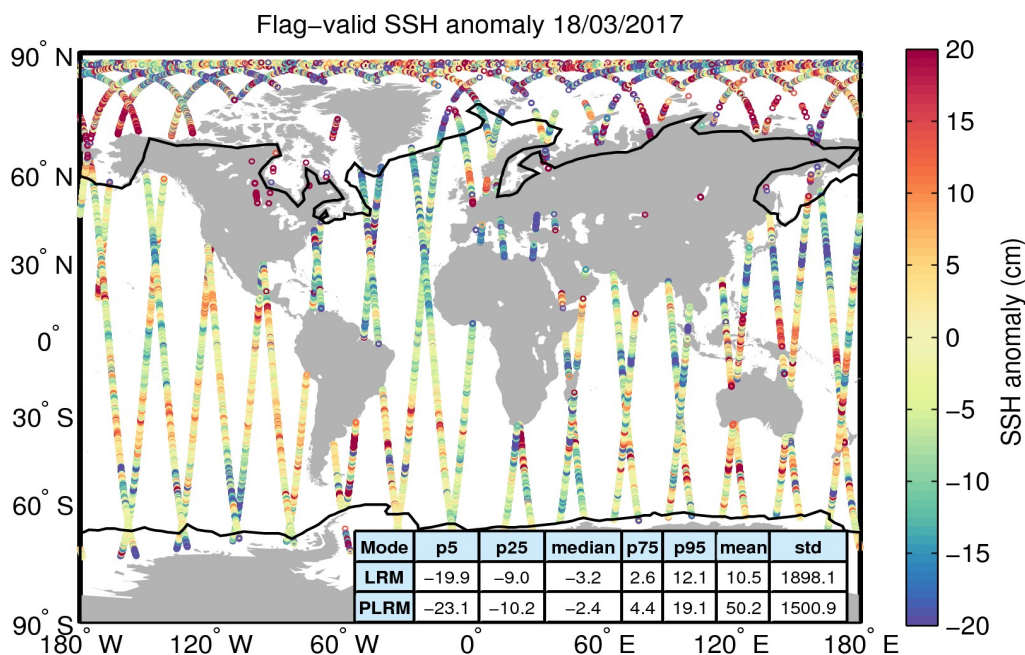 Flag−valid SSH anomaly 18/03/2017
90° N
60° N
30° N
0°
30° S
60° S
90° S
180° W
120° W
60° W
0°
60° E
120° E
180° E
Mode p5 p25 median p75 p95 mean std
LRM −19.9 −9.0 −3.2 2.6 12.1 10.5 1898.1
PLRM −23.1 −10.2 −2.4 4.4 19.1 50.2 1500.9
20
15
10
5
0
−5
−10
−15
−20
SSH anomaly (cm)